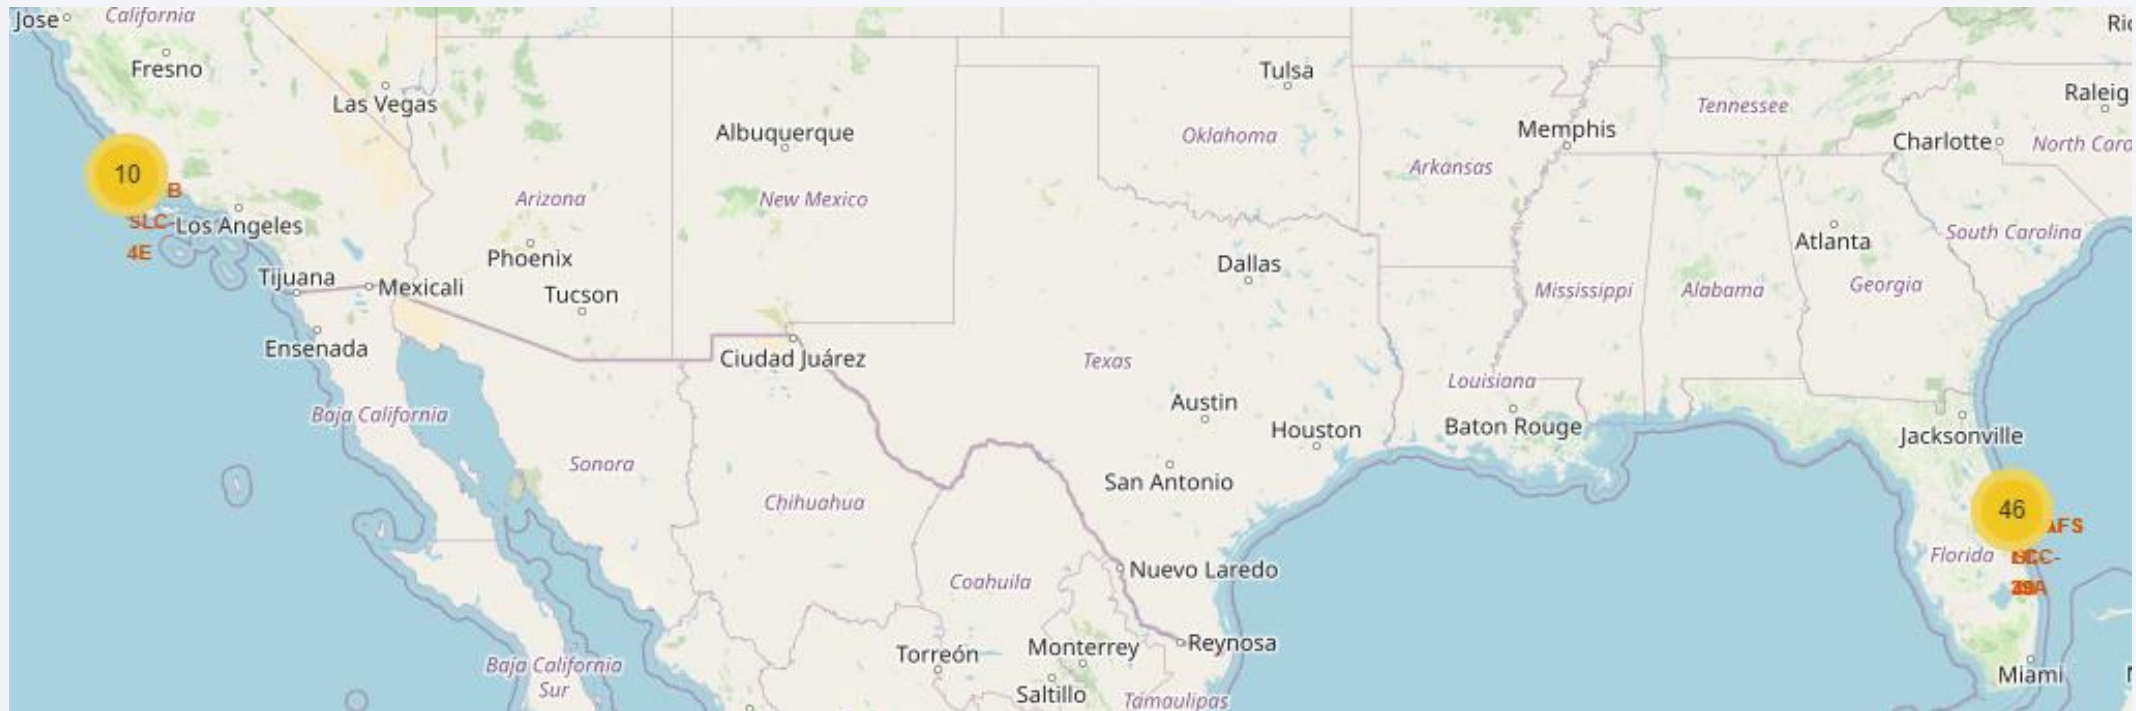 Jose
California
Fresno
Las Vegas
10
B
SLC-
4E
Los Angeles
Tijuana
Mexicali
Ensenada
Baja California
Baja California
Sur
Arizona
Phoenix
Tucson
Sonora
Albuquerque
New Mexico
Ciudad Juárez
Chihuahua
Coahuila
Torreón
Monterrey
Saltillo
Tamaulipas
Nuevo Laredo
Reynosa
Texas
Dallas
Austin
Houston
San Antonio
Tulsa
Oklahoma
Arkansas
Memphis
Tennessee
Mississippi
Alabama
Louisiana
Baton Rouge
Charlotte
Raleig
North Caro
South Carolina
Atlanta
Georgia
Jacksonville
46
AFS
Florida
Miami